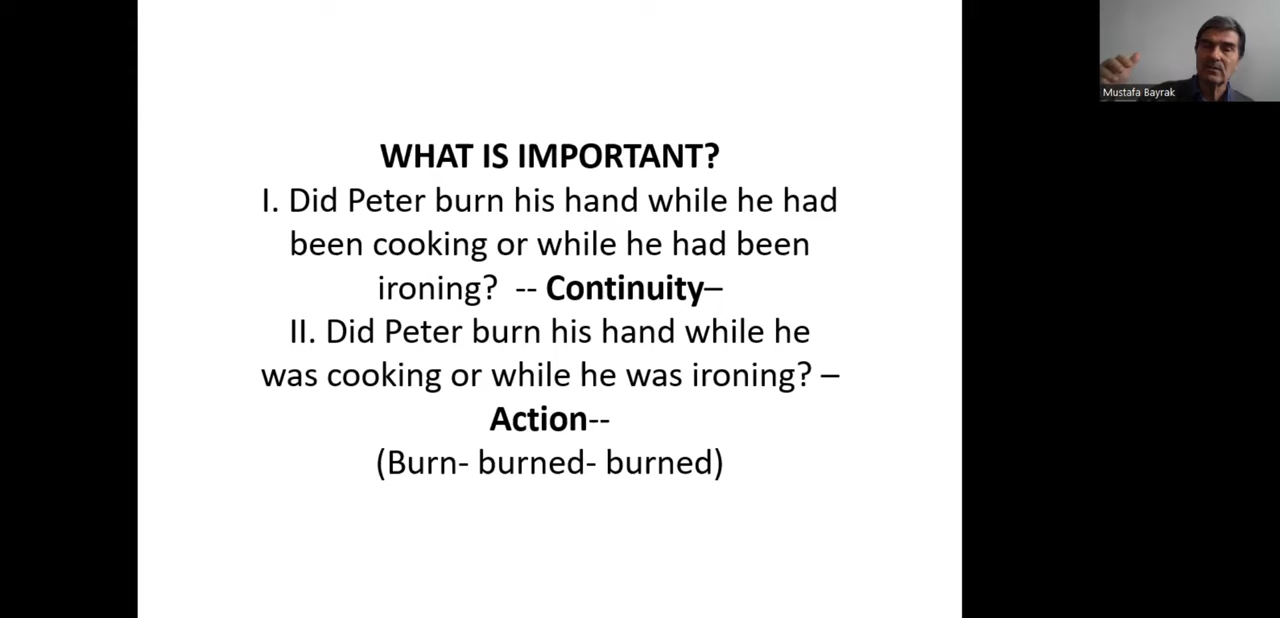 WHAT IS IMPORTANT?
I. Did Peter burn his hand while he had
been cooking or while he had been
ironing?  -- Continuity–
II. Did Peter burn his hand while he
was cooking or while he was ironing? –
Action--
(Burn- burned- burned)
Mustafa Bayrak